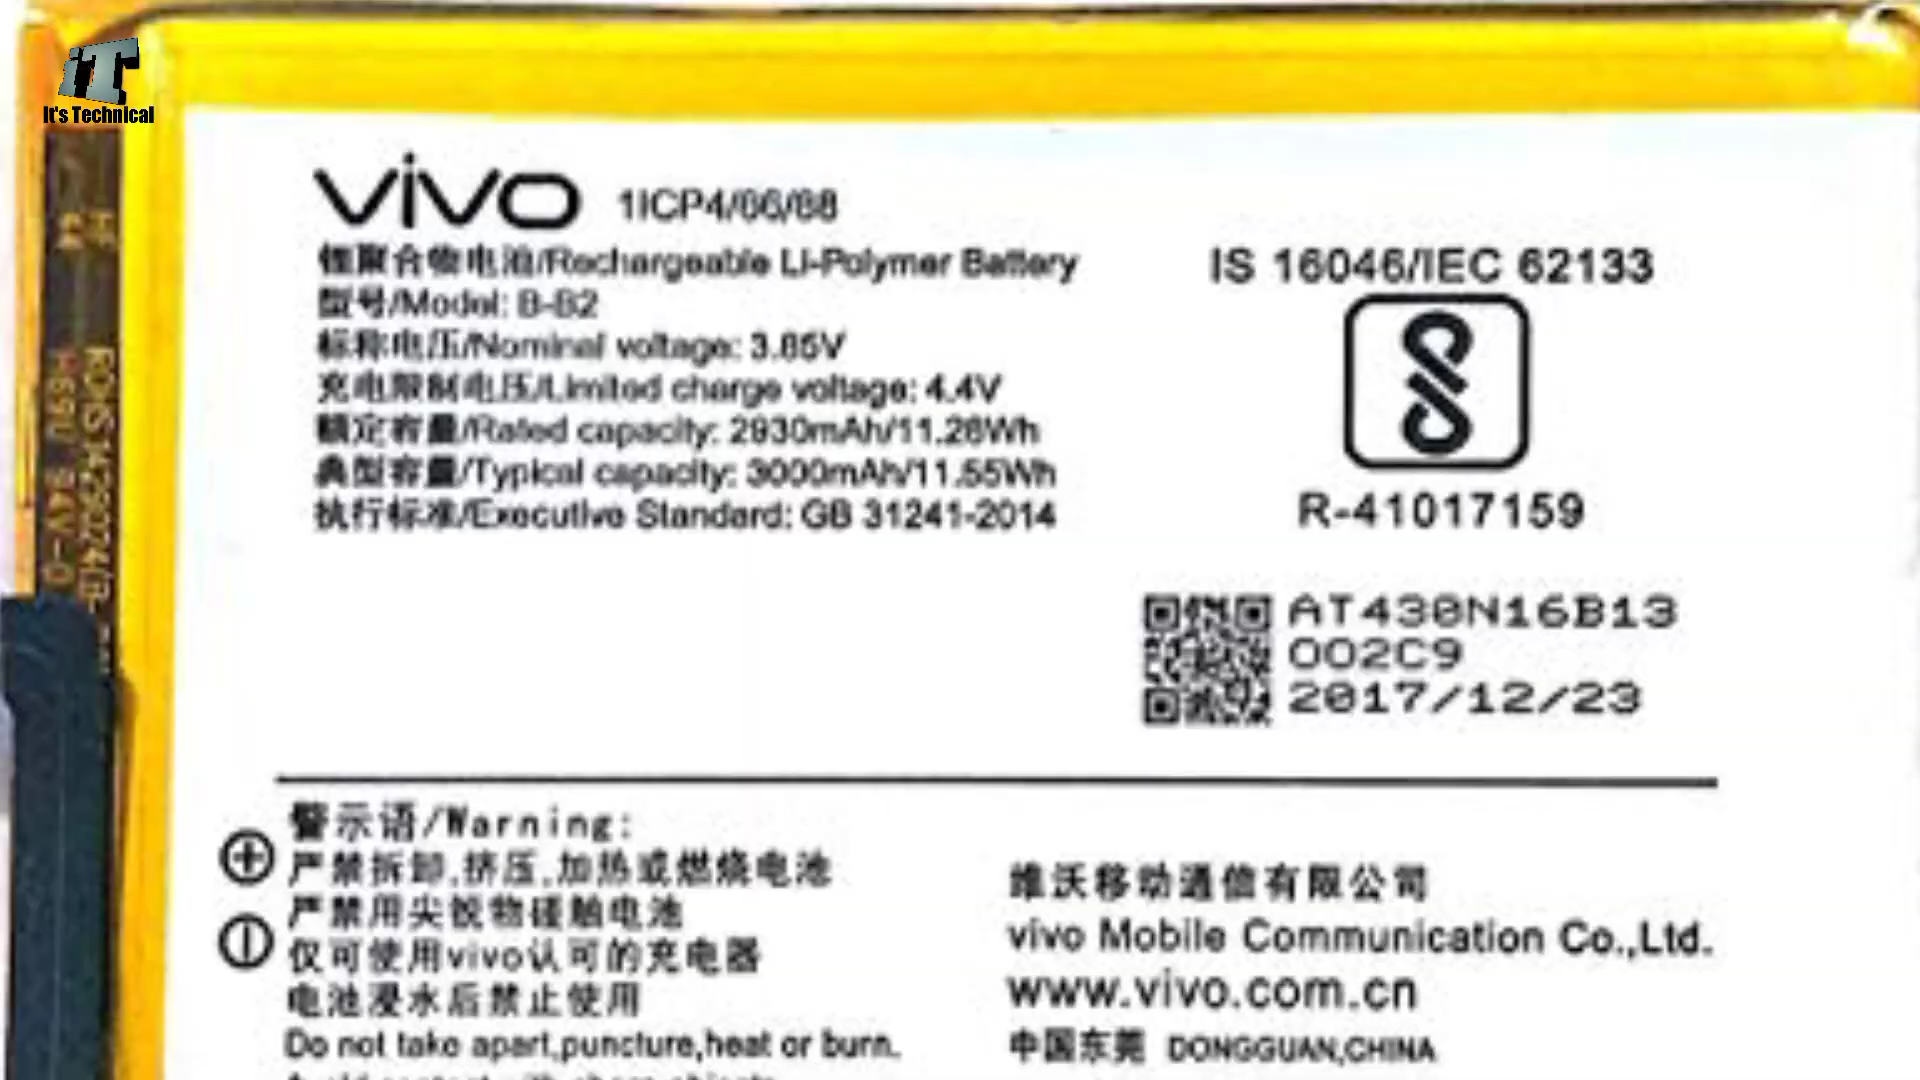 iT
It's Technical
vivo 1ICP4/66/88
锂聚合物电池/Rechargeable Li-Polymer Battery
型号/Model: B-B2
标称电压/Nominal voltage: 3.85V
充电限制电压/Limited charge voltage: 4.4V
额定容量/Rated capacity: 2930mAh/11.28Wh
典型容量/Typical capacity: 3000mAh/11.55Wh
执行标准/Executive Standard: GB 31241-2014
IS 16046/IEC 62133
R-41017159
AT430N16B13
002C9
2017/12/23
警示语/Warning:
严禁拆卸,挤压,加热或燃烧电池
严禁用尖锐物碰触电池
仅可使用vivo认可的充电器
电池浸水后禁止使用
Do not take apart,puncture,heat or burn.
维沃移动通信有限公司
vivo Mobile Communication Co.,Ltd.
www.vivo.com.cn
中国东莞 DONGGUAN,CHINA
94V-0